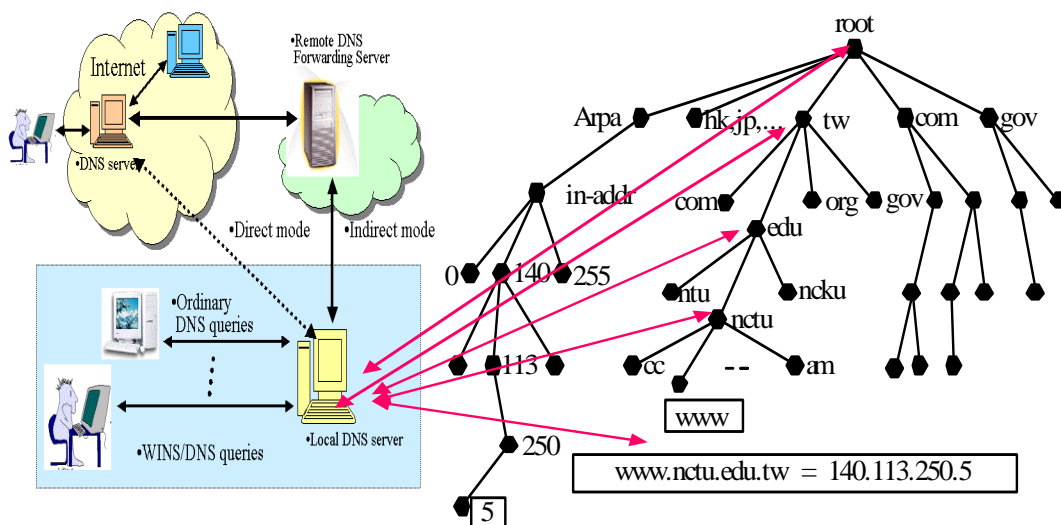 •Remote DNS
Forwarding Server
Internet
•DNS server
•Direct mode
•Indirect mode
•Ordinary
DNS queries
•WINS/DNS queries
•Local DNS server
root
Arpa
hk,jp,...
tw
com
gov
in-addr
com
org
gov
edu
0
140
255
ntu
ncku
nctu
113
cc
--
am
www
250
www.nctu.edu.tw = 140.113.250.5
5